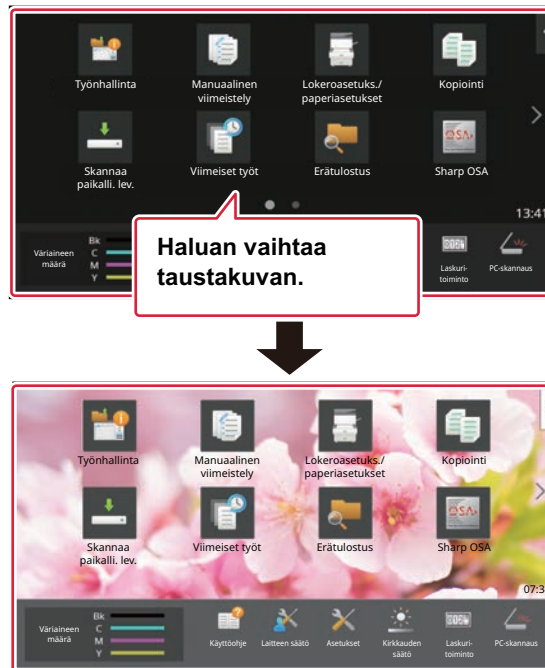 Työnhallinta
Manuaalinen
viimeistely
Lokeroasetuks./
paperiasetukset
Kopiointi
Skannaa
paikalli. lev.
Viimeiset työt
Erätulostus
Sharp OSA
13:41
Väriaineen
määrä
Bk
C
M
Y
Haluan vaihtaa
taustakuvan.
Laskuri-
toiminto
PC-skannaus
Työnhallinta
Manuaalinen
viimeistely
Lokeroasetuks./
paperiasetukset
Kopiointi
Skannaa
paikalli. lev.
Viimeiset työt
Erätulostus
Sharp OSA
07:3
Väriaineen
määrä
Bk
C
M
Y
Käyttöohje
Laitteen säätö
Asetukset
Kirkkauden
säätö
Laskuri-
toiminto
PC-skannaus